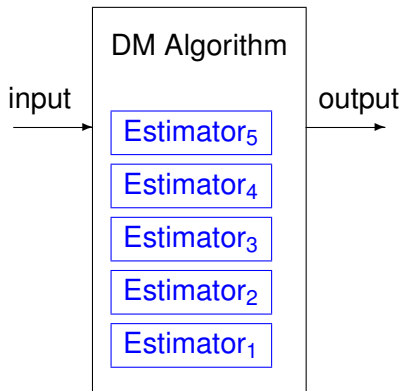 DM Algorithm
input
output
Estimator₅
Estimator₄
Estimator₃
Estimator₂
Estimator₁